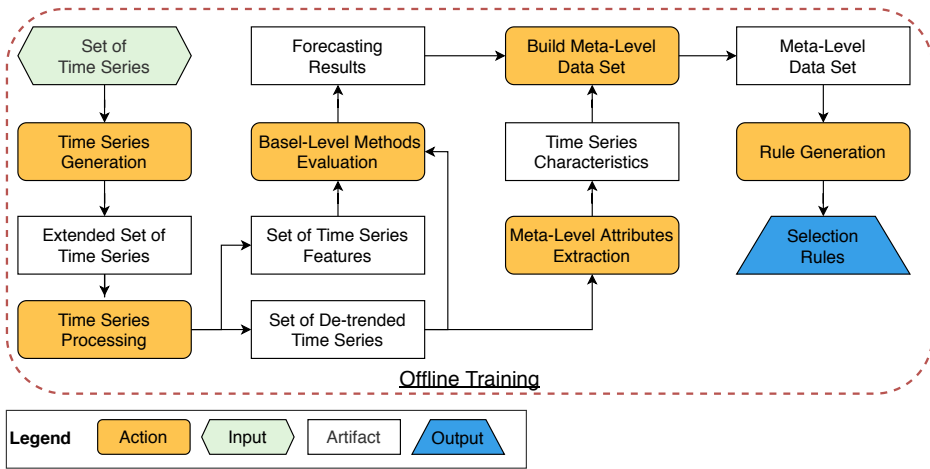 Set of
Time Series
Time Series
Generation
Extended Set of
Time Series
Time Series
Processing
Forecasting
Results
Basel-Level Methods
Evaluation
Set of Time Series
Features
Set of De-trended
Time Series
Build Meta-Level
Data Set
Time Series
Characteristics
Meta-Level Attributes
Extraction
Meta-Level
Data Set
Rule Generation
Selection
Rules
Offline Training
Legend
Action
Input
Artifact
Output